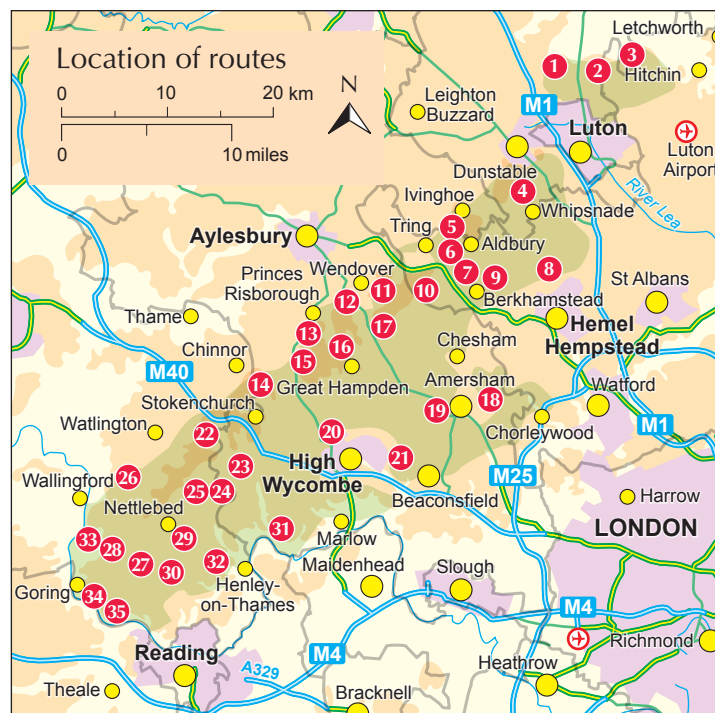 Location of routes
0 10 20 km
0 10 miles
N
Letchworth
1
2
3
Hitchin
Leighton
Buzzard
M1
Luton
Luton
Airport
River Lea
Dunstable
4
Ivinghoe
Whipsnade
Tring
5
Aylesbury
6
Aldbury
Wendover
7
9
8
Princes
Risborough
12
11
10
Berkhamstead
St Albans
Thame
13
17
Hemel
Hempstead
Chinnor
15
16
Chesham
M40
14
Great Hampden
Amersham
Watford
Stokenchurch
19
18
Chorleywood
M1
Watlington
22
20
High
Wycombe
21
M25
23
Wallingford
26
25
24
Beaconsfield
Harrow
Nettlebed
LONDON
33
28
29
31
Marlow
27
30
32
Maidenhead
Slough
Goring
Henley-
on-Thames
34
35
M4
Richmond
Reading
M4
A329
Heathrow
Theale
Bracknell